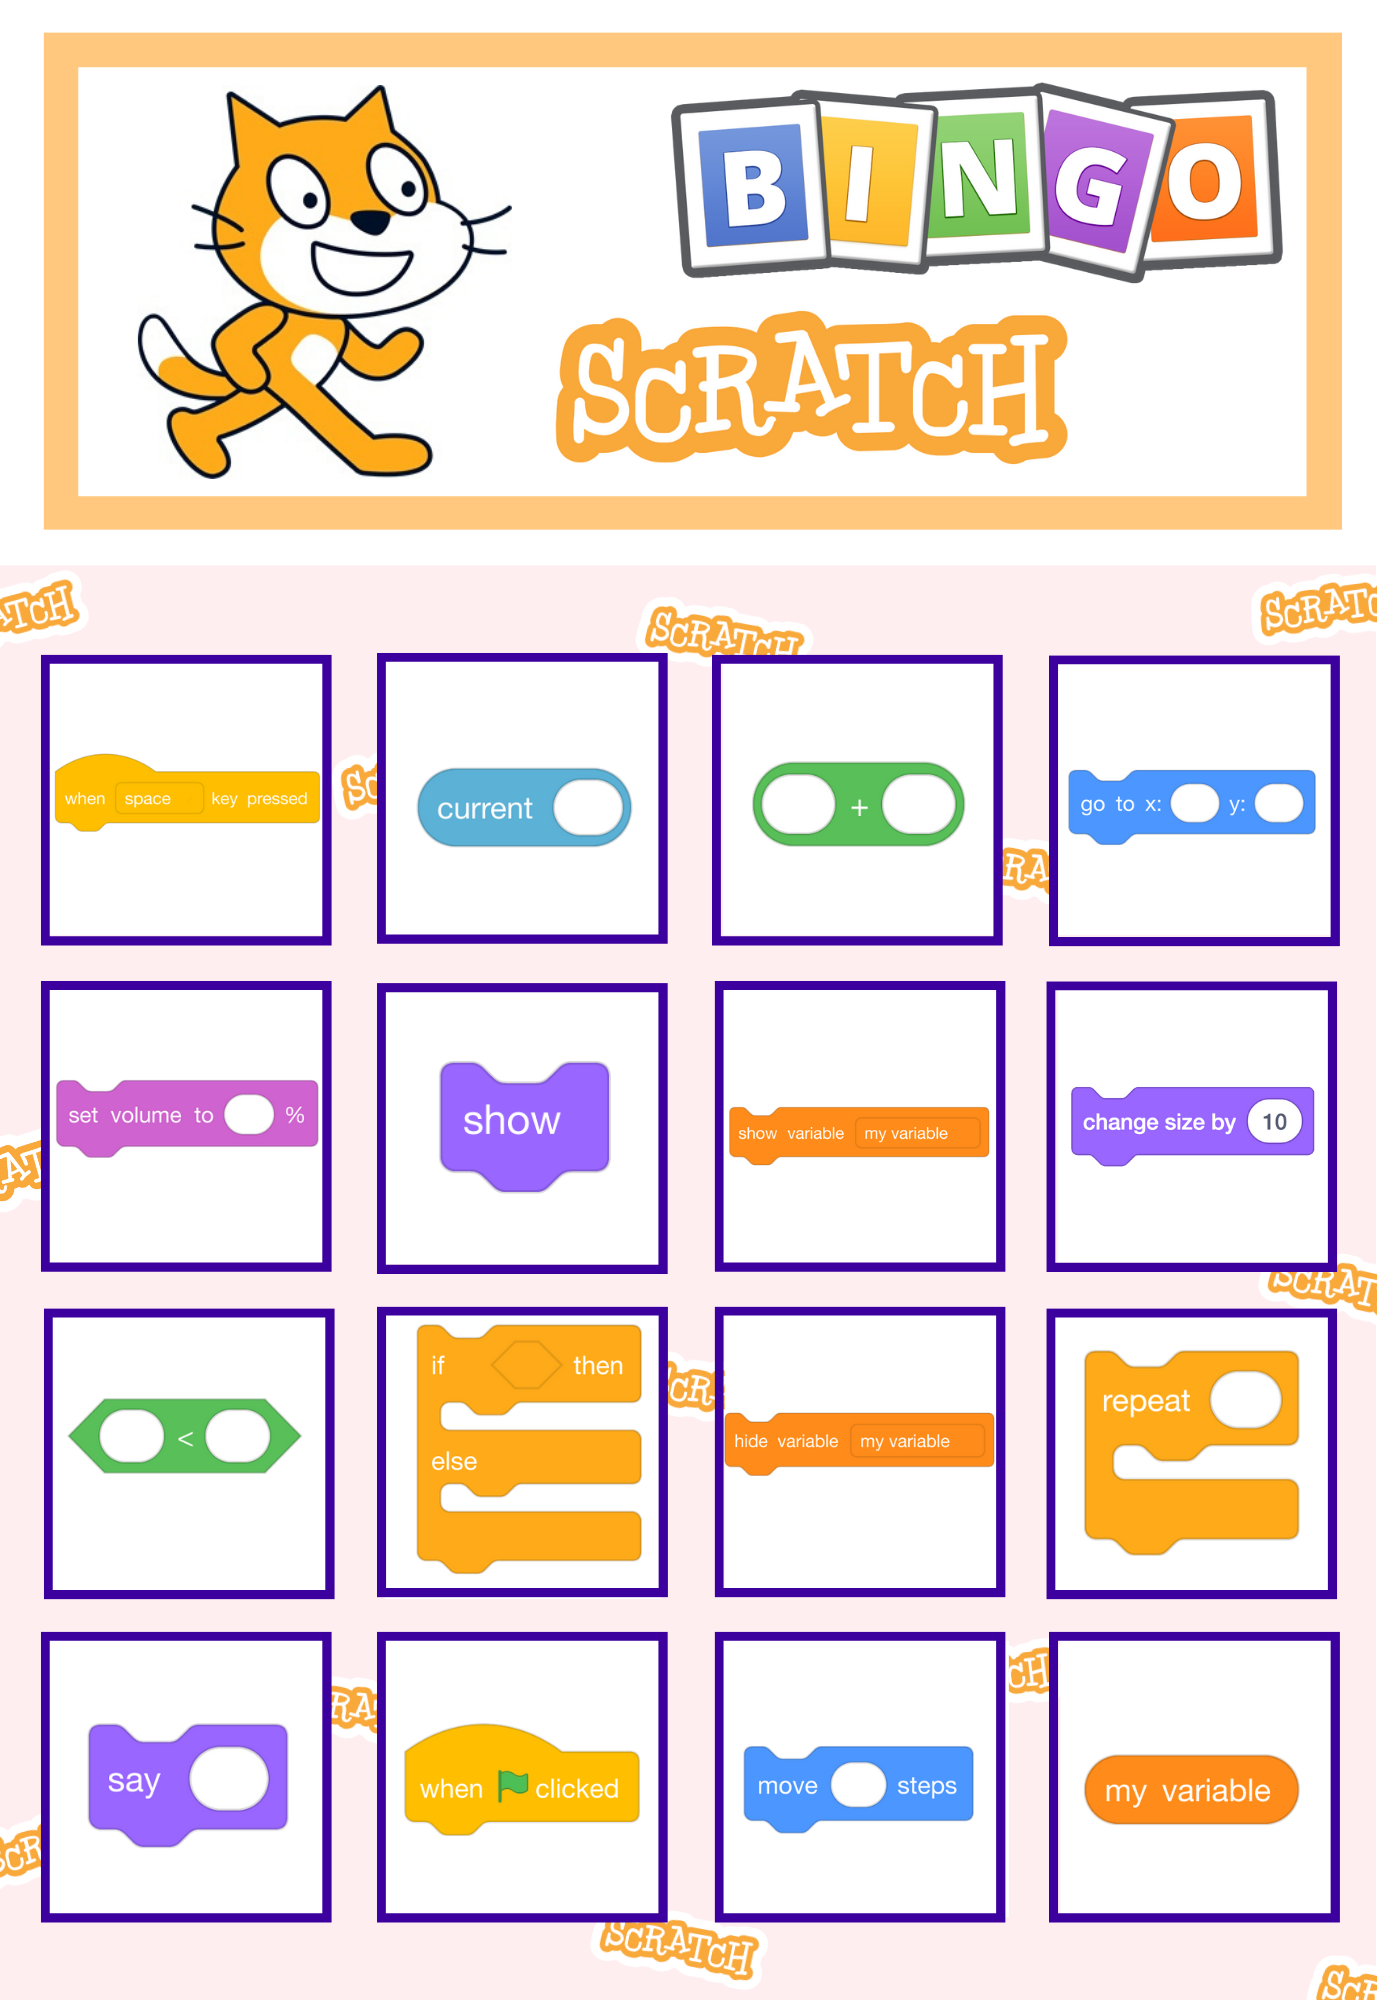 BINGO
SCRATCH
SCRATCH
SCRATCH
when space key pressed
current
+
go to x: y:
set volume to %
show
show variable my variable
change size by 10
<
if then
else
hide variable my variable
repeat
say
when clicked
move steps
my variable
SCRATCH